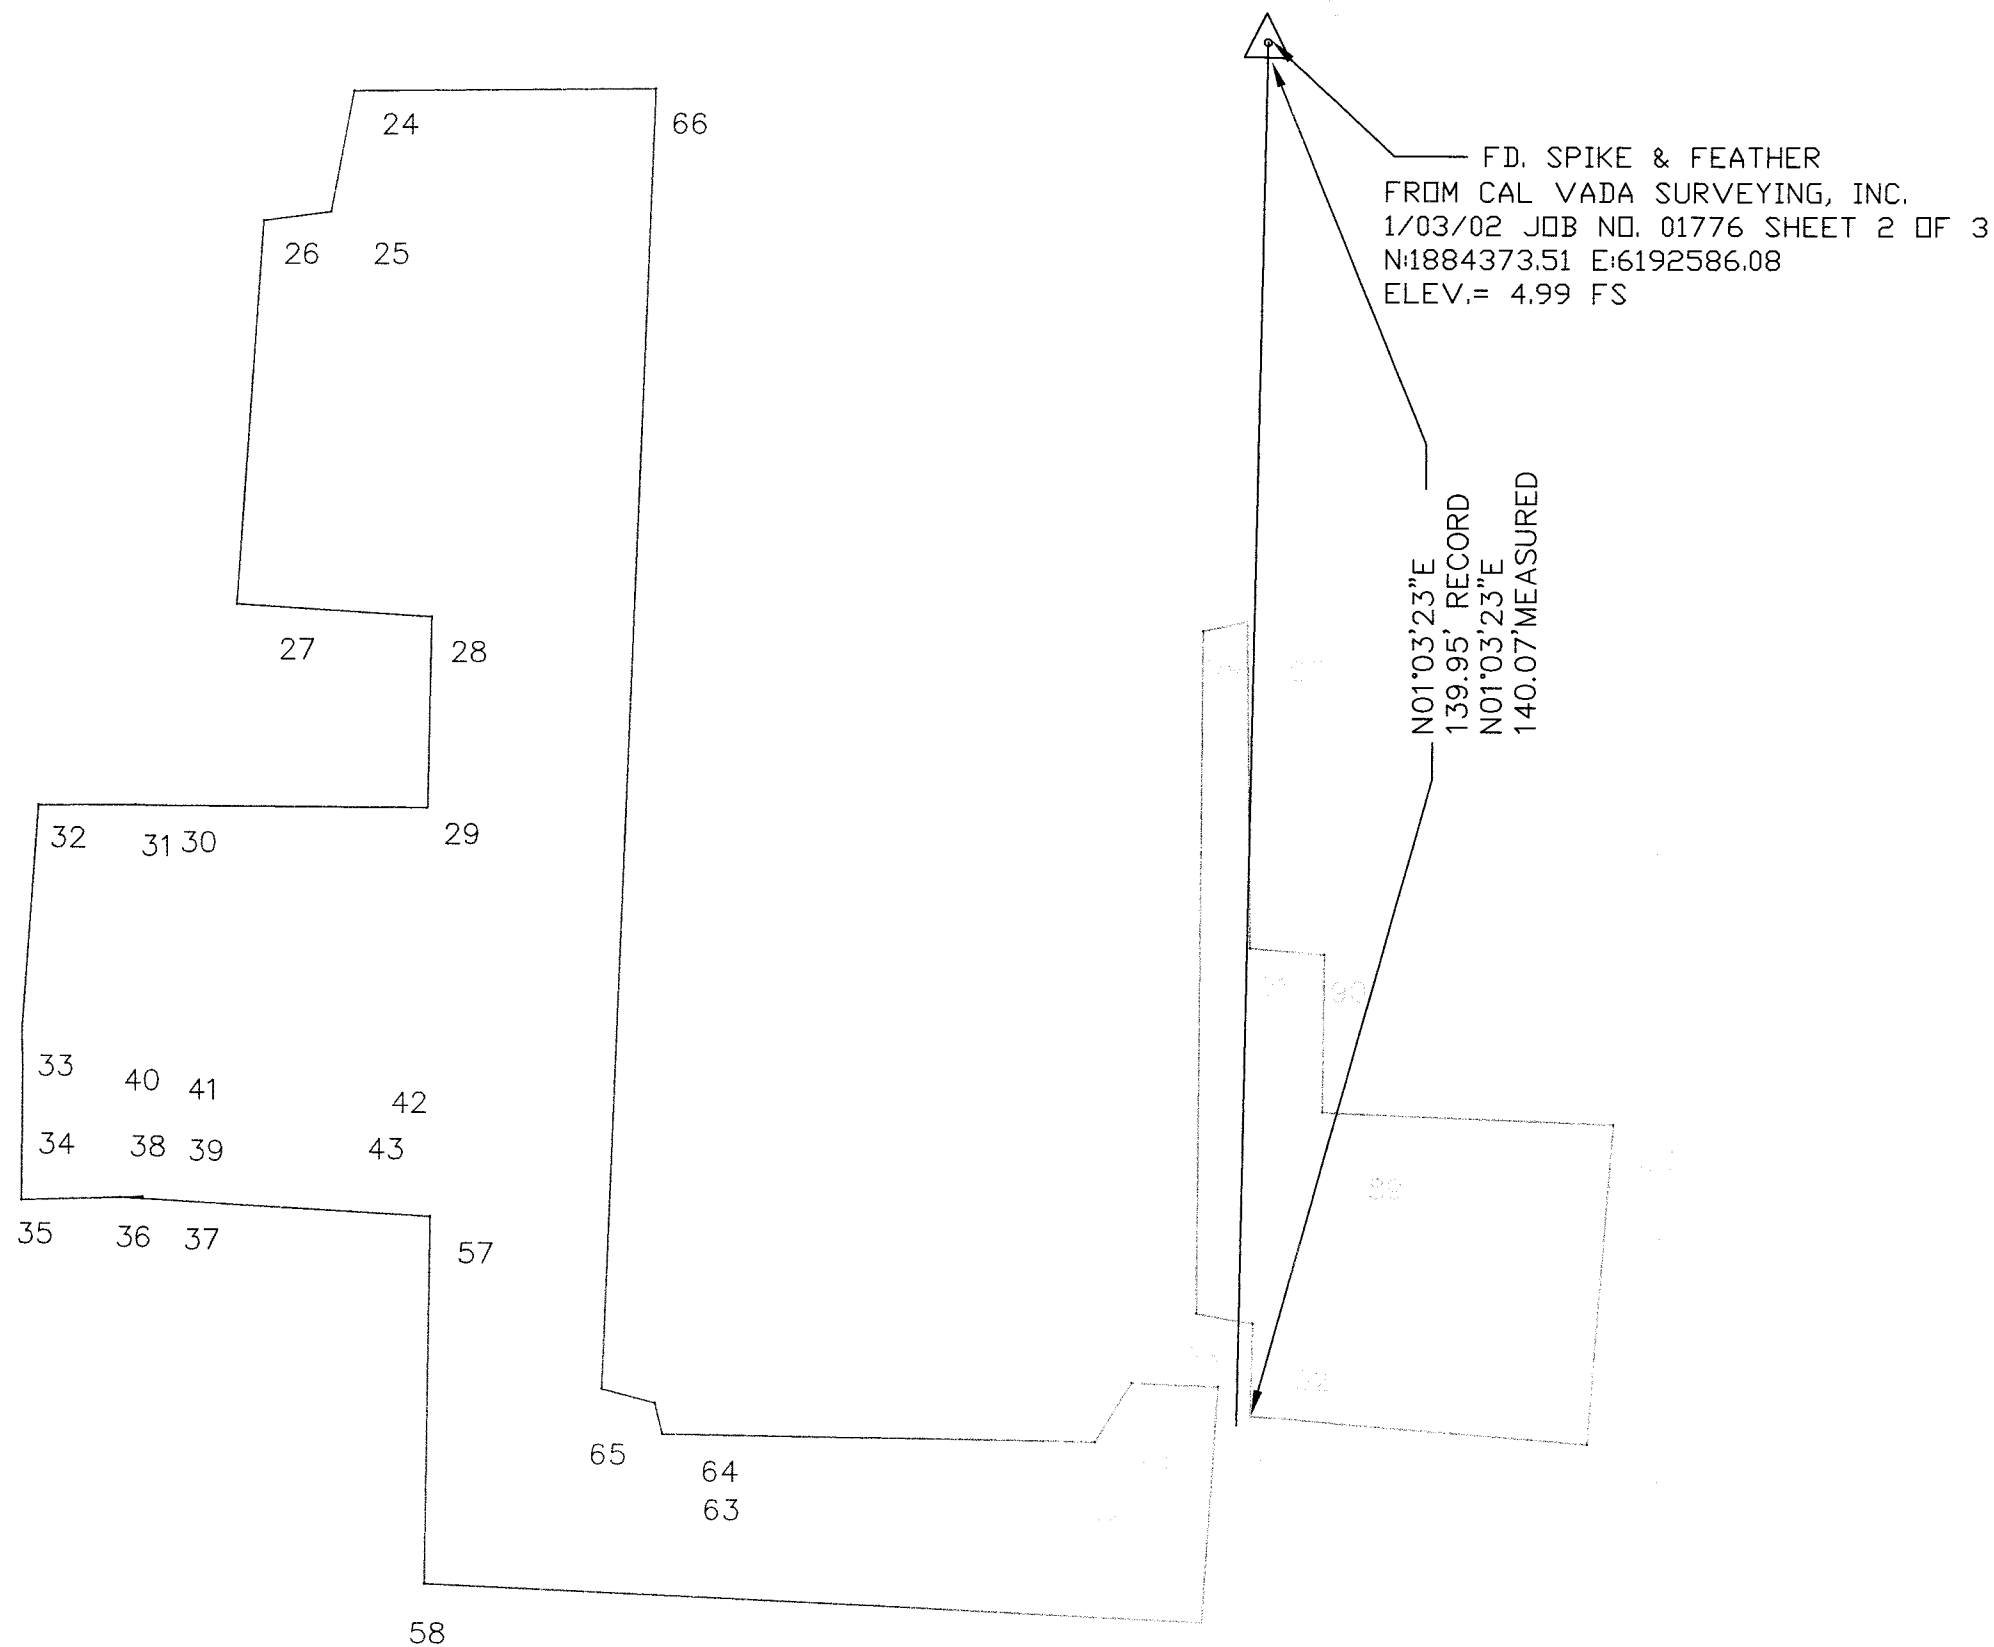 24
66
FD. SPIKE & FEATHER
FROM CAL VADA SURVEYING, INC.
1/03/02 JOB NO. 01776 SHEET 2 OF 3
N:1884373.51 E:6192586.08
ELEV.= 4.99 FS
26 25
27
28
N01°03'23"E
139.95' RECORD
N01°03'23"E
140.07'MEASURED
32 31 30
29
90
33 40 41
42
34 38 39
43
89
35 36 37
57
92
65
64
63
58